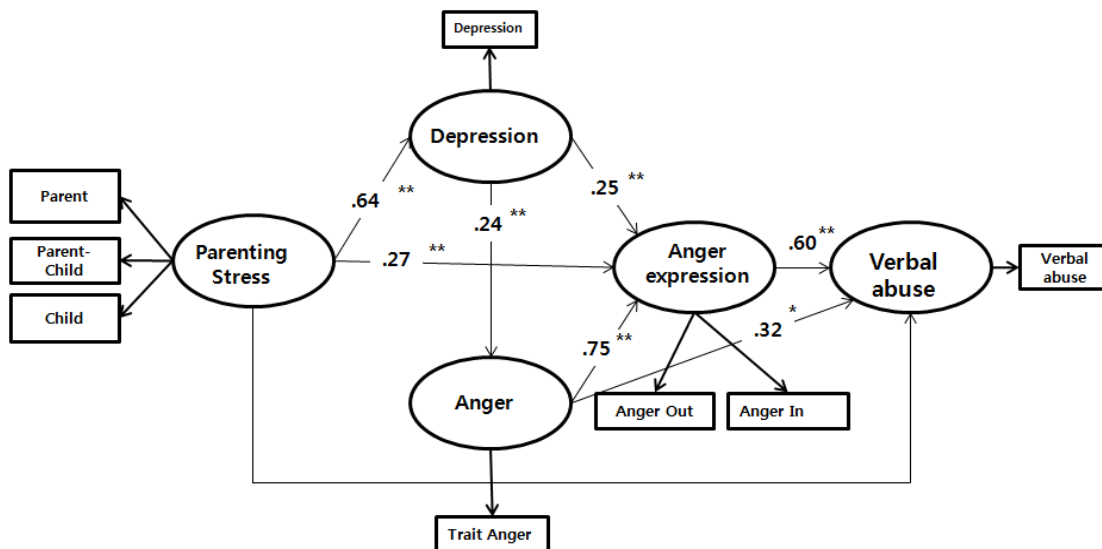 Depression
Depression
Parent
.64 **
.25 **
.24 **
Parent-
Child
Parenting
Stress
.27 **
Anger
expression
.60**
Verbal
abuse
Verbal
abuse
Child
.32 *
.75 **
Anger
Anger Out
Anger In
Trait Anger